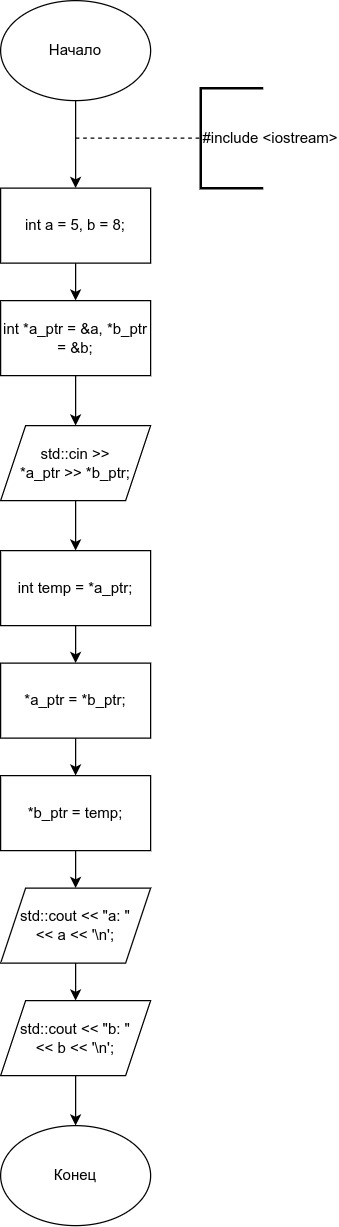 Начало
#include <iostream>
int a = 5, b = 8;
int *a_ptr = &a, *b_ptr
= &b;
std::cin >>
*a_ptr >> *b_ptr;
int temp = *a_ptr;
*a_ptr = *b_ptr;
*b_ptr = temp;
std::cout << "a: "
<< a << '\n';
std::cout << "b: "
<< b << '\n';
Конец